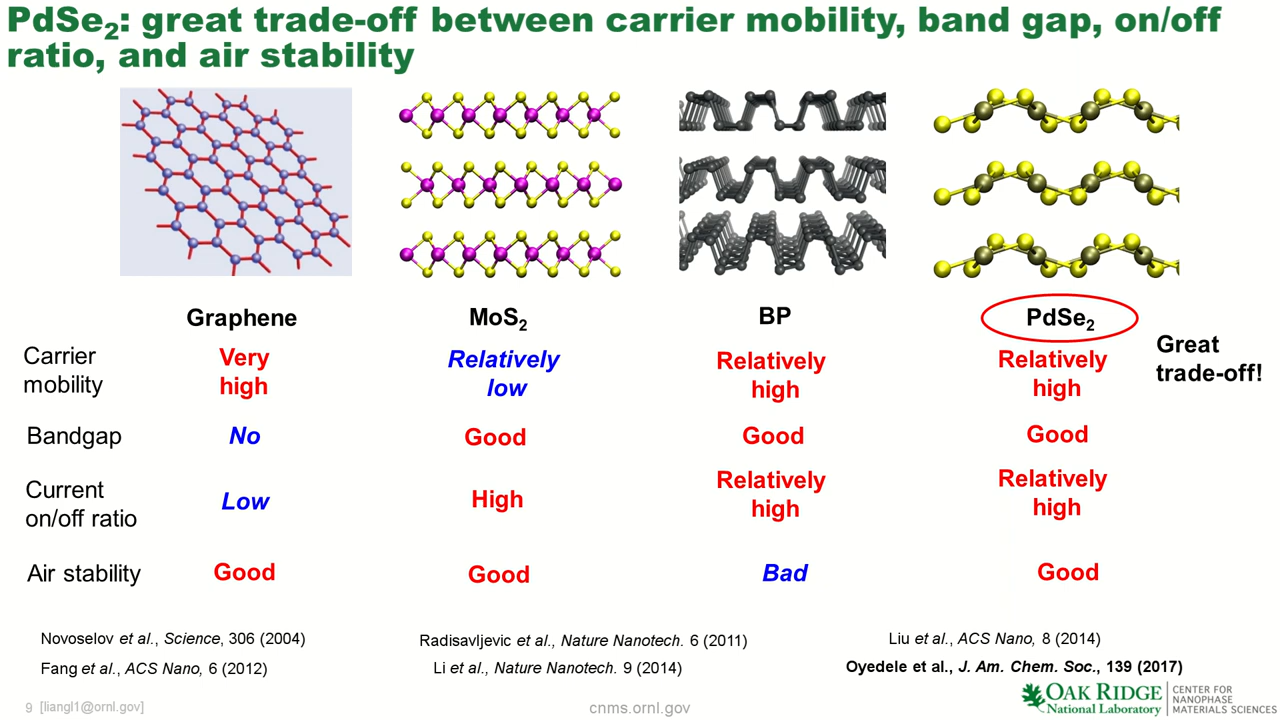 PdSe₂: great trade-off between carrier mobility, band gap, on/off
ratio, and air stability
Graphene MoS₂ BP PdSe₂
Great
trade-off!
Carrier
mobility
Very
high
Relatively
low
Relatively
high
Relatively
high
Bandgap No Good Good Good
Current
on/off ratio
Low
High
Relatively
high
Relatively
high
Air stability Good Good Bad Good
Novoselov et al., Science, 306 (2004)
Radisavljevic et al., Nature Nanotech. 6 (2011)
Liu et al., ACS Nano, 8 (2014)
Fang et al., ACS Nano, 6 (2012)
Li et al., Nature Nanotech. 9 (2014)
Oyedele et al., J. Am. Chem. Soc., 139 (2017)
9 [liangl1@ornl.gov]
cnms.ornl.gov
OAK RIDGE
National Laboratory
CENTER FOR
NANOPHASE
MATERIALS SCIENCES